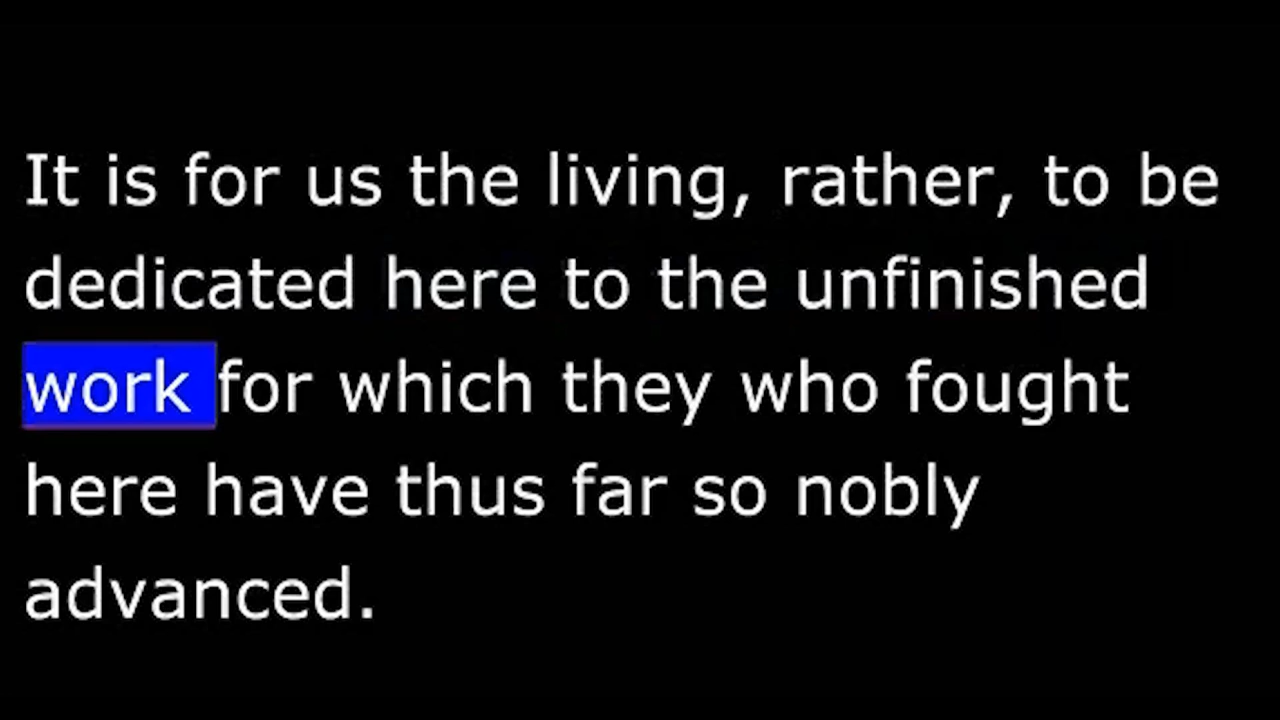 It is for us the living, rather, to be
dedicated here to the unfinished
work for which they who fought
here have thus far so nobly
advanced.